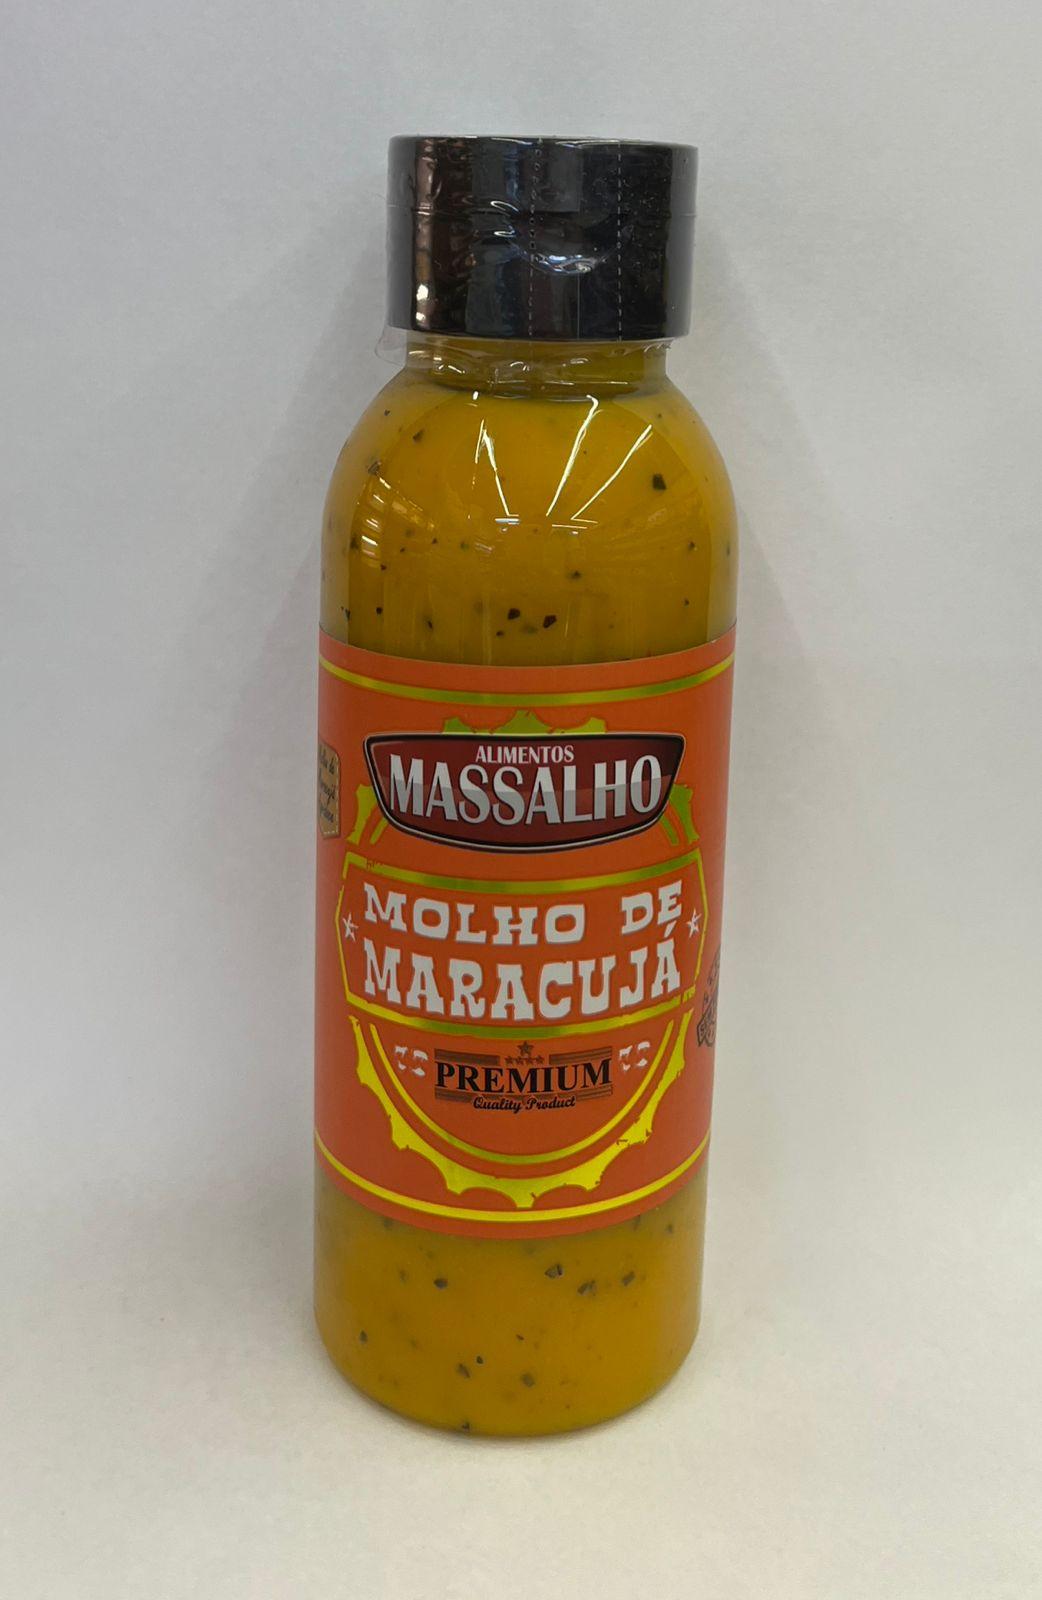 ALIMENTOS
MASSALHO
MOLHO DE
MARACUJÁ
PREMIUM
Quality Product